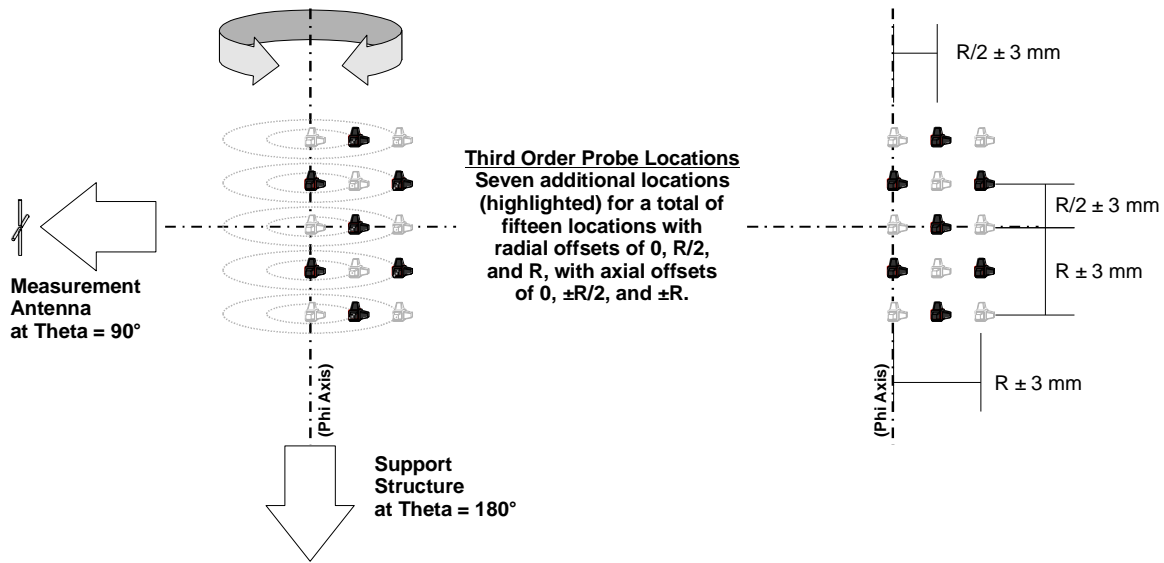 R/2 ± 3 mm
Third Order Probe Locations
Seven additional locations
(highlighted) for a total of
fifteen locations with
radial offsets of 0, R/2,
and R, with axial offsets
of 0, ±R/2, and ±R.
R/2 ± 3 mm
R ± 3 mm
Measurement
Antenna
at Theta = 90°
R ± 3 mm
(Phi Axis)
(Phi Axis)
Support
Structure
at Theta = 180°